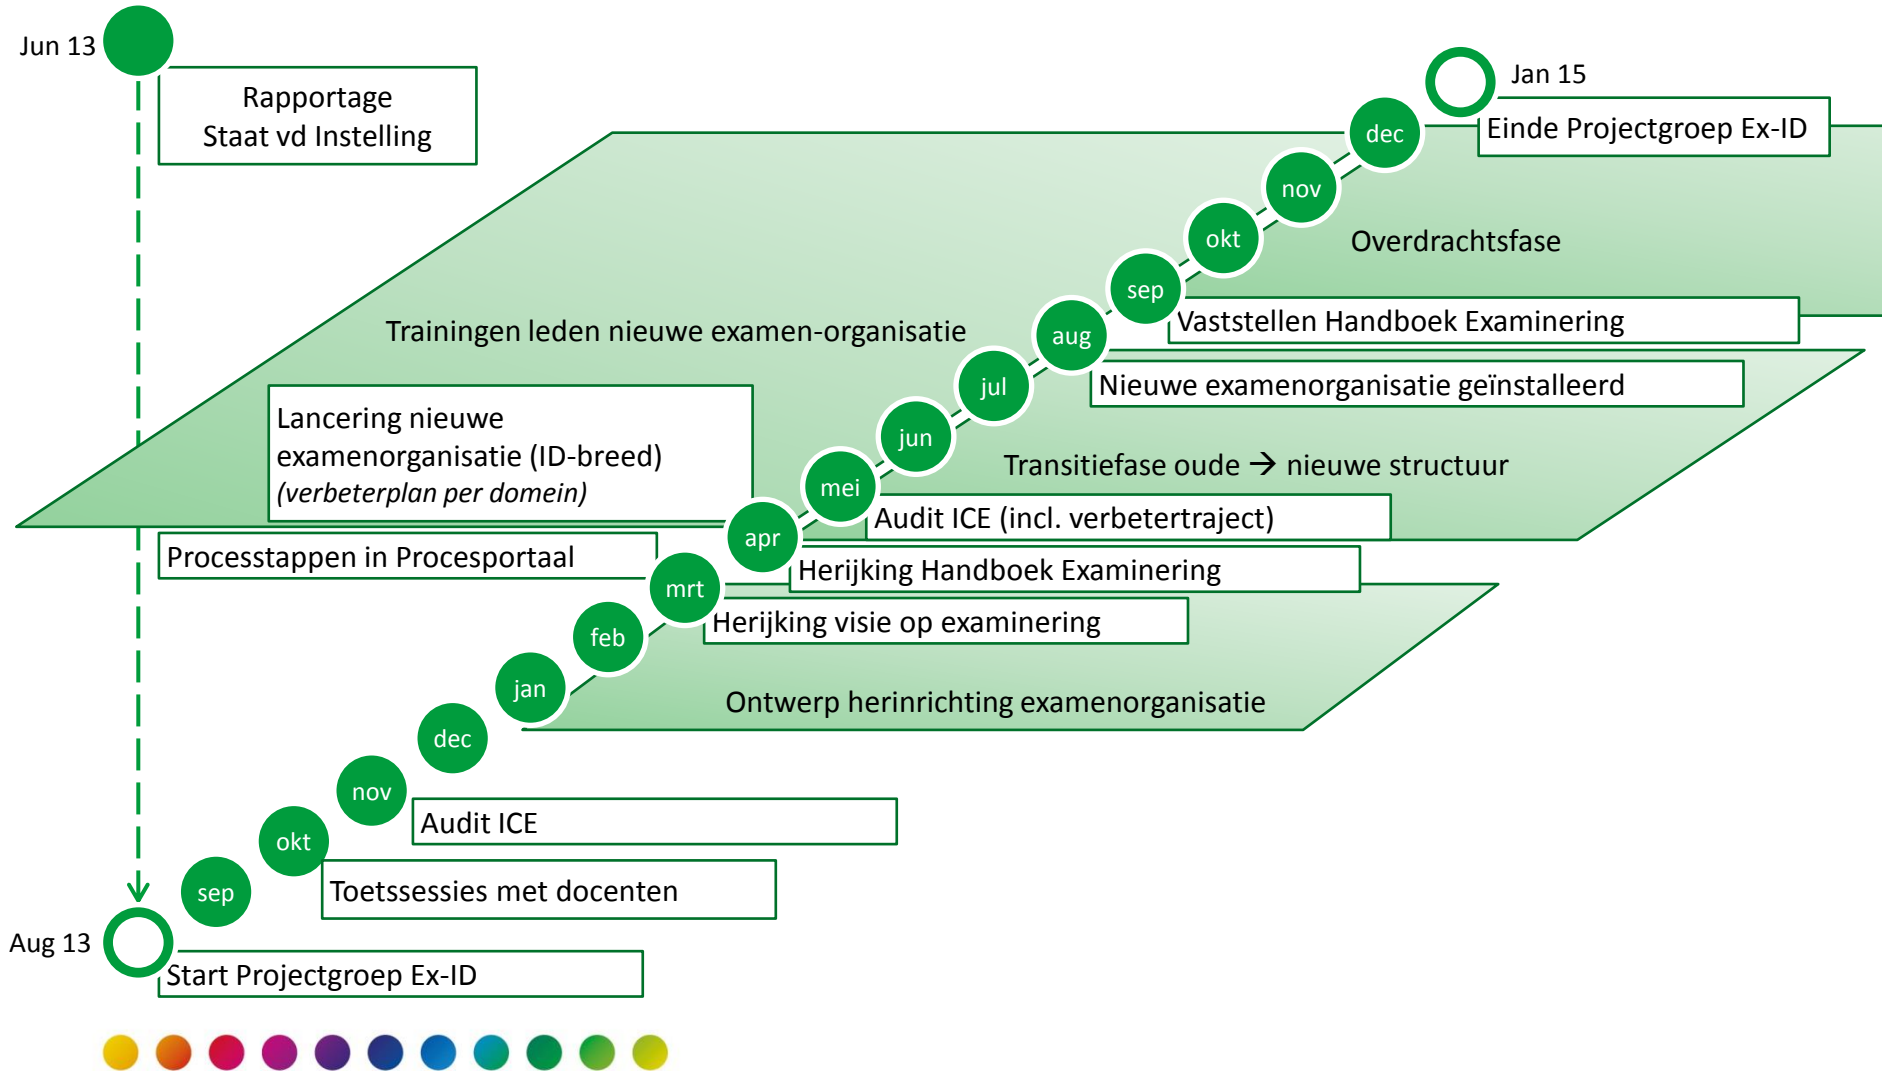 Jun 13
Rapportage
Staat vd Instelling
Jan 15
Einde Projectgroep Ex-ID
dec
nov
okt
Overdrachtsfase
sep
Vaststellen Handboek Examinering
Trainingen leden nieuwe examen-organisatie
aug
jul
Nieuwe examenorganisatie geïnstalleerd
Lancering nieuwe
examenorganisatie (ID-breed)
(verbeterplan per domein)
jun
Transitiefase oude → nieuwe structuur
mei
Audit ICE (incl. verbetertraject)
apr
Processtappen in Procesportaal
Herijking Handboek Examinering
mrt
Herijking visie op examinering
feb
jan
Ontwerp herinrichting examenorganisatie
dec
nov
Audit ICE
okt
Toetssessies met docenten
sep
Aug 13
Start Projectgroep Ex-ID